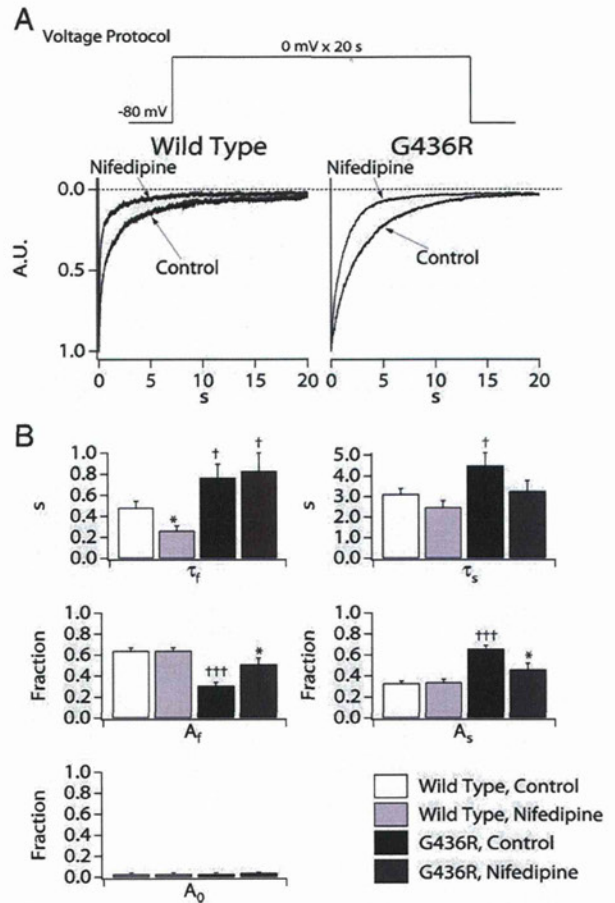 A
Voltage Protocol
0 mV x 20 s
-80 mV
Wild Type
G436R
Nifedipine
Nifedipine
0.0
0.5
1.0
A.U.
Control
Control
0 5 10 15 20
s
0 5 10 15 20
s
B
1.0
0.8
0.6
0.4
0.2
0.0
s
*
†
†
τf
5.0
4.0
3.0
2.0
1.0
0.0
s
†
τs
1.0
0.8
0.6
0.4
0.2
0.0
Fraction
†††
*
Af
1.0
0.8
0.6
0.4
0.2
0.0
Fraction
†††
*
As
1.0
0.8
0.6
0.4
0.2
0.0
Fraction
A0
Wild Type, Control
Wild Type, Nifedipine
G436R, Control
G436R, Nifedipine